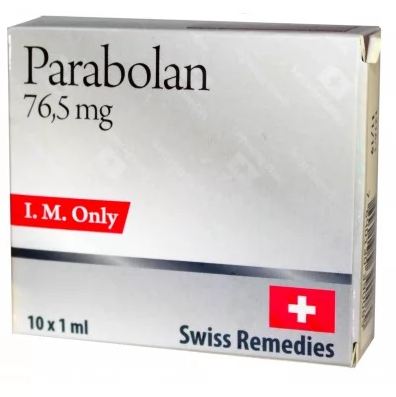 Parabolan
76,5 mg
I. M. Only
10 x 1 ml
Swiss Remedies